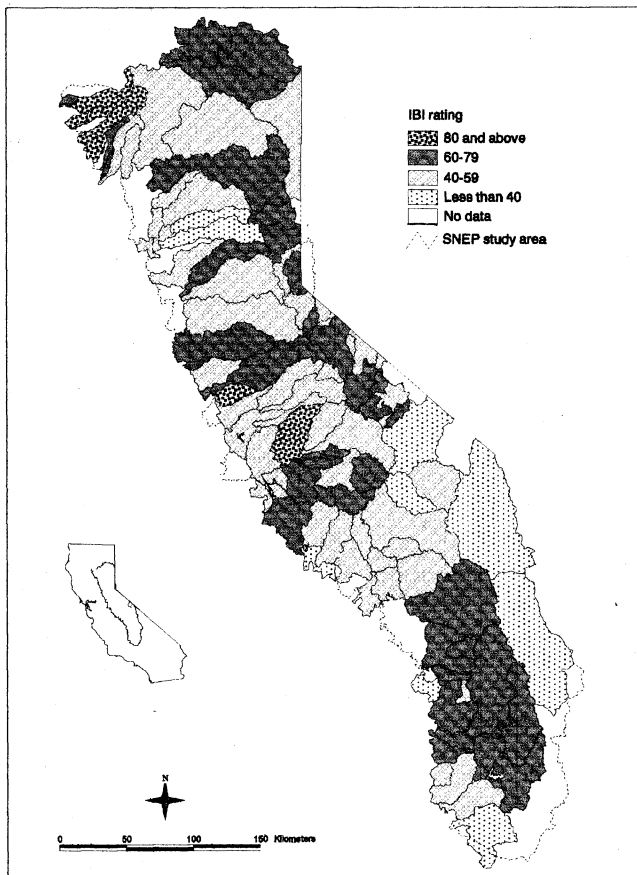 IBI rating
80 and above
60-79
40-59
Less than 40
No data
SNEP study area
N
0 50 100 150 Kilometers